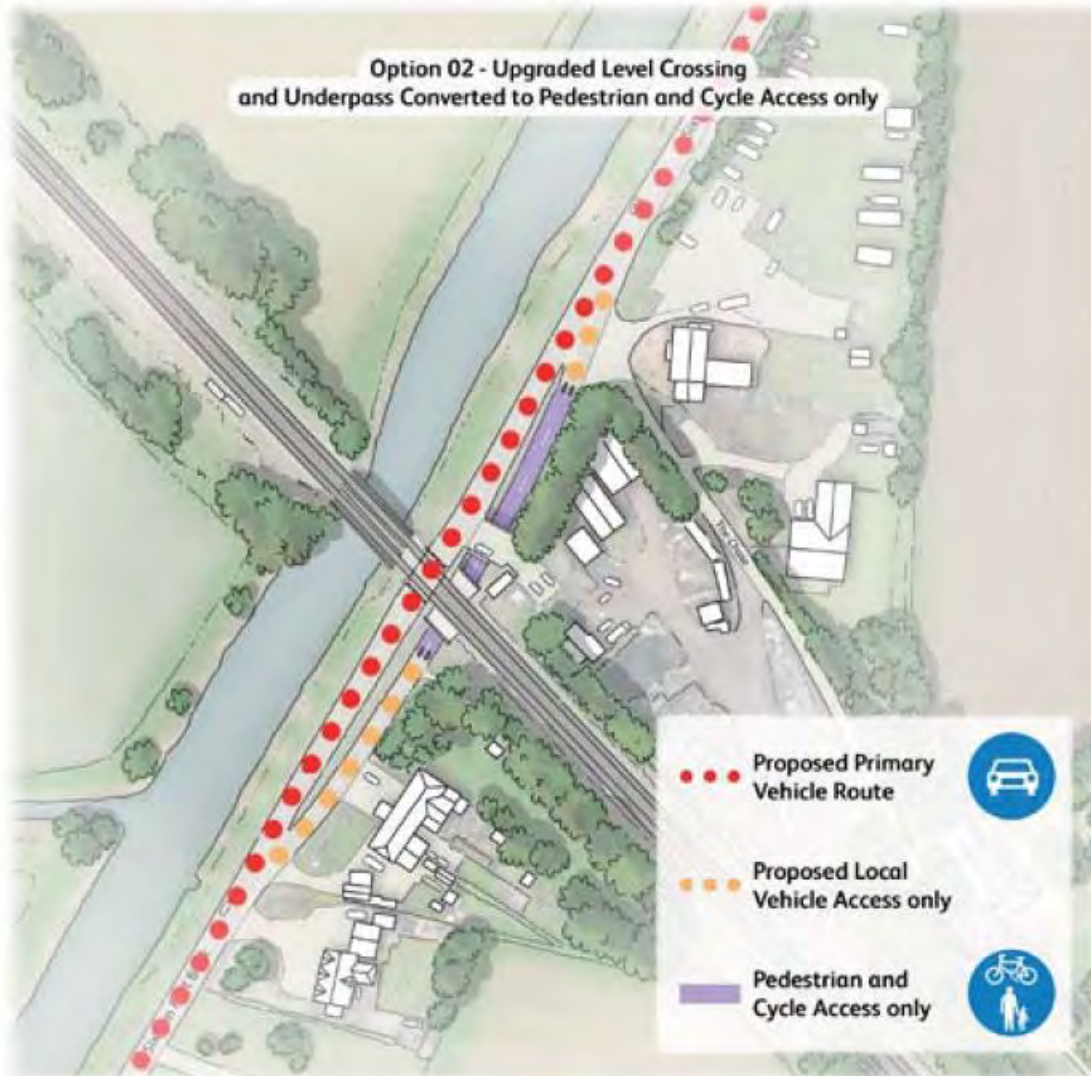 Option 02 - Upgraded Level Crossing
and Underpass Converted to Pedestrian and Cycle Access only
Proposed Primary
Vehicle Route
Proposed Local
Vehicle Access only
Pedestrian and
Cycle Access only